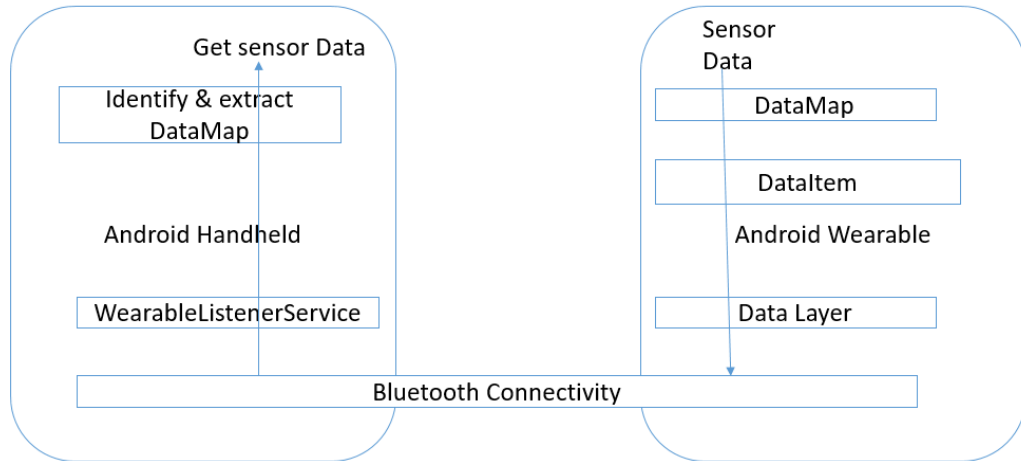 Get sensor Data
Identify & extract
DataMap
Android Handheld
WearableListenerService
Sensor
Data
DataMap
DataItem
Android Wearable
Data Layer
Bluetooth Connectivity